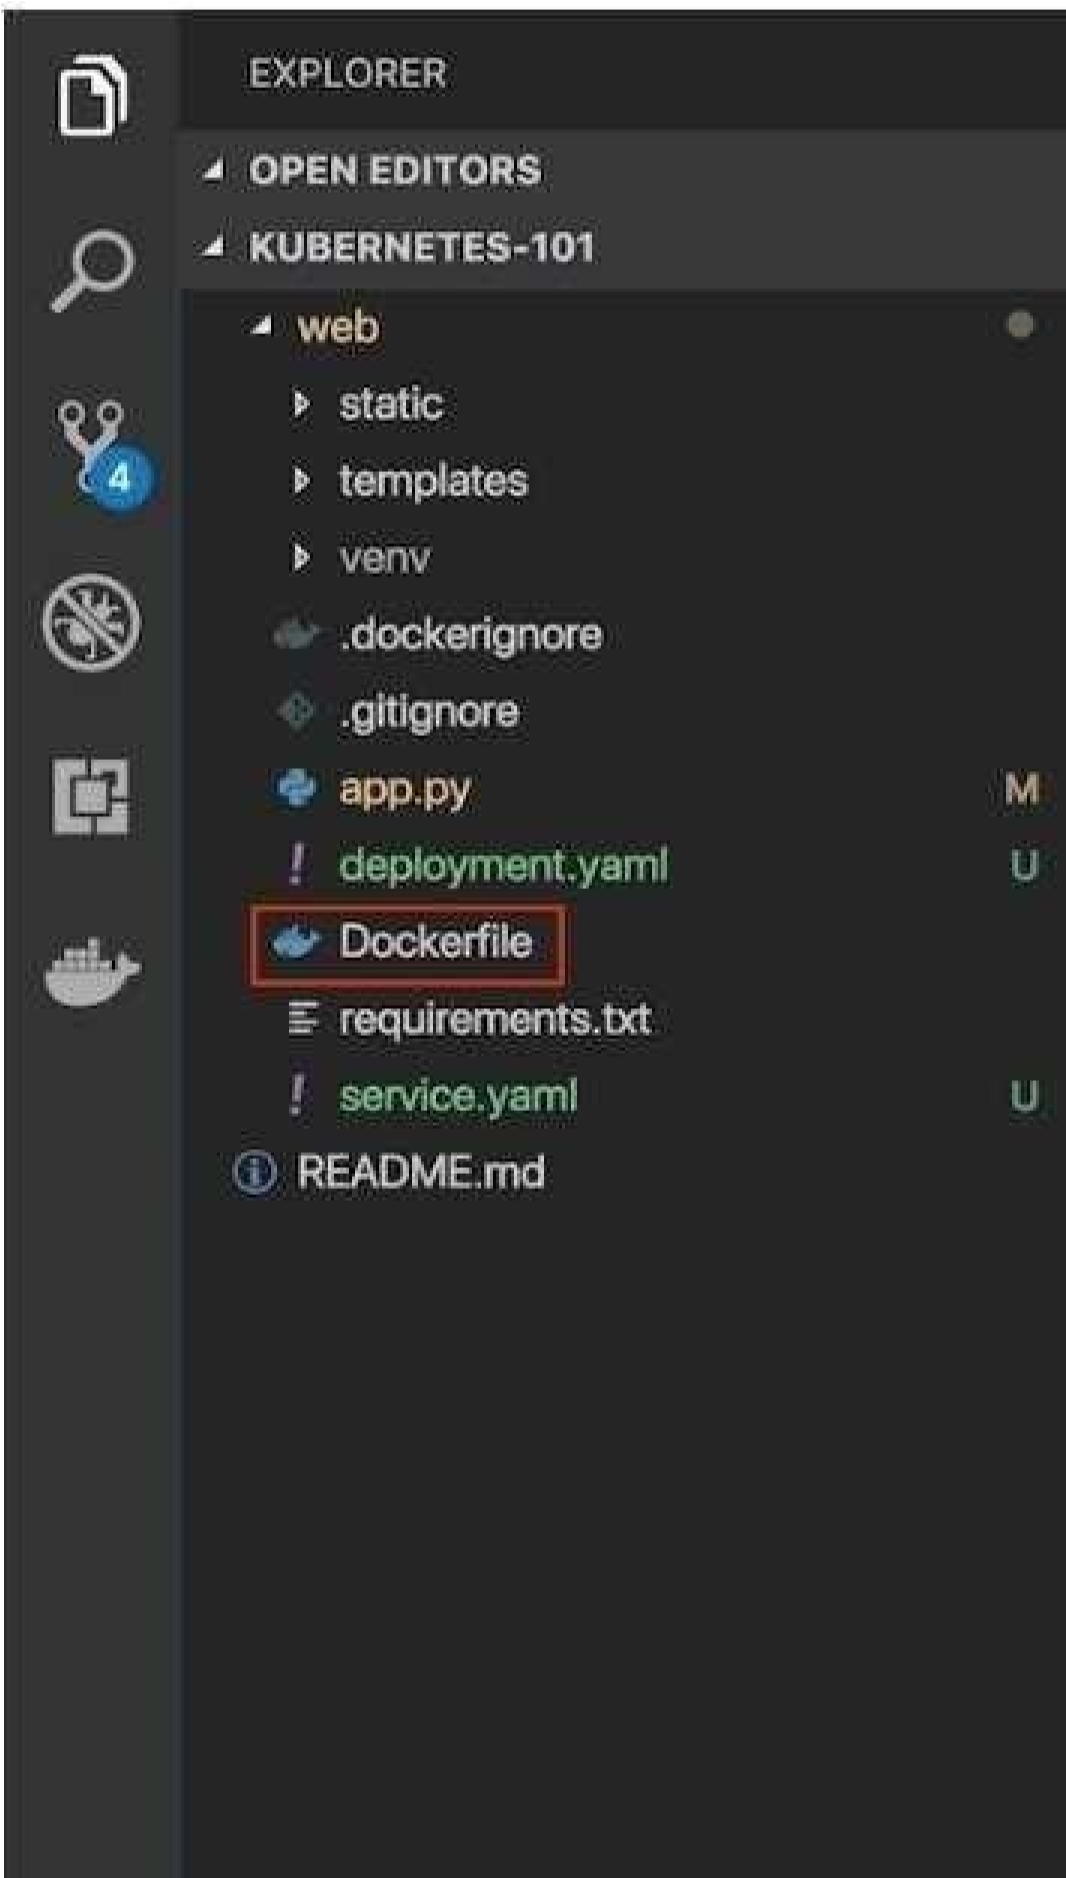 EXPLORER
OPEN EDITORS
KUBERNETES-101
web
static
templates
4
venv
.dockerignore
.gitignore
app.py M
deployment.yaml U
Dockerfile
requirements.txt
service.yaml U
README.md